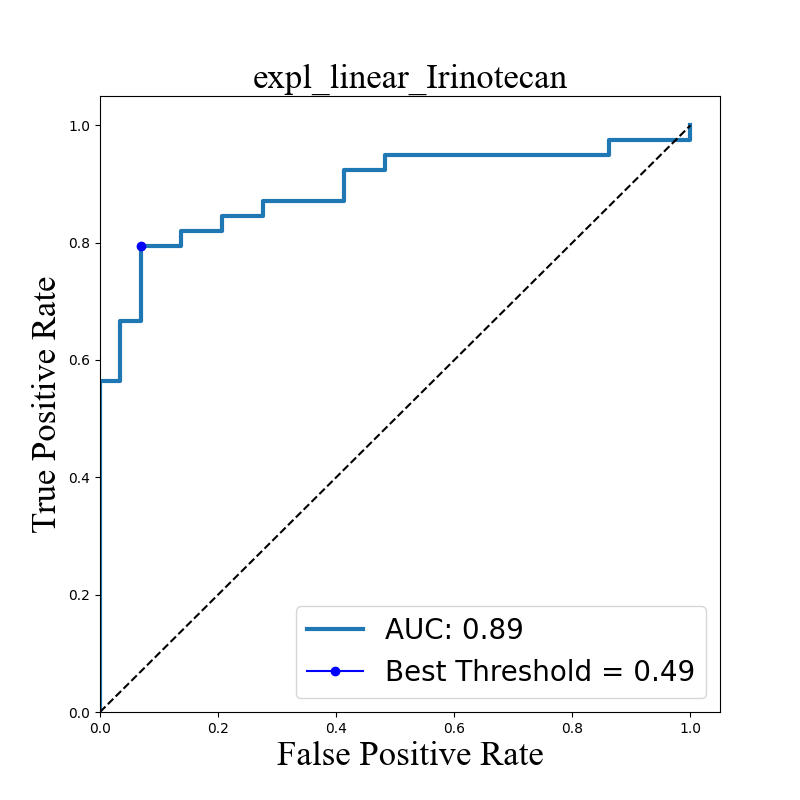 expl_linear_Irinotecan
True Positive Rate
1.0
0.8
0.6
0.4
0.2
0.0
AUC: 0.89
Best Threshold = 0.49
0.0 0.2 0.4 0.6 0.8 1.0
False Positive Rate